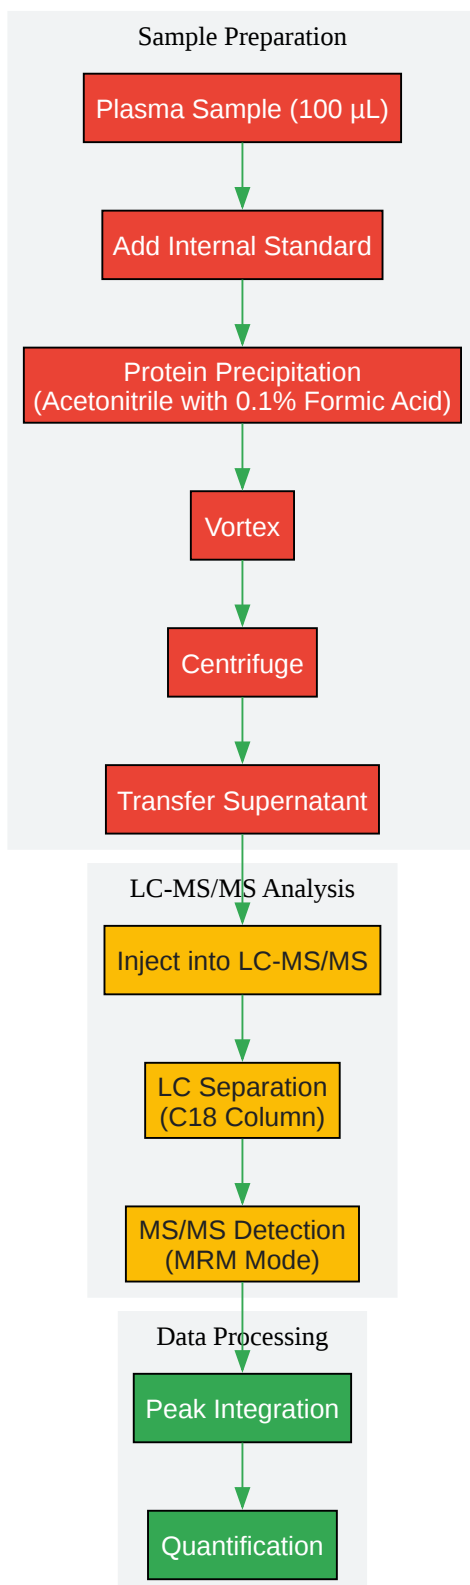 Sample Preparation
Plasma Sample (100 µL)
Add Internal Standard
Protein Precipitation
(Acetonitrile with 0.1% Formic Acid)
Vortex
Centrifuge
Transfer Supernatant
LC-MS/MS Analysis
Inject into LC-MS/MS
LC Separation
(C18 Column)
MS/MS Detection
(MRM Mode)
Data Processing
Peak Integration
Quantification